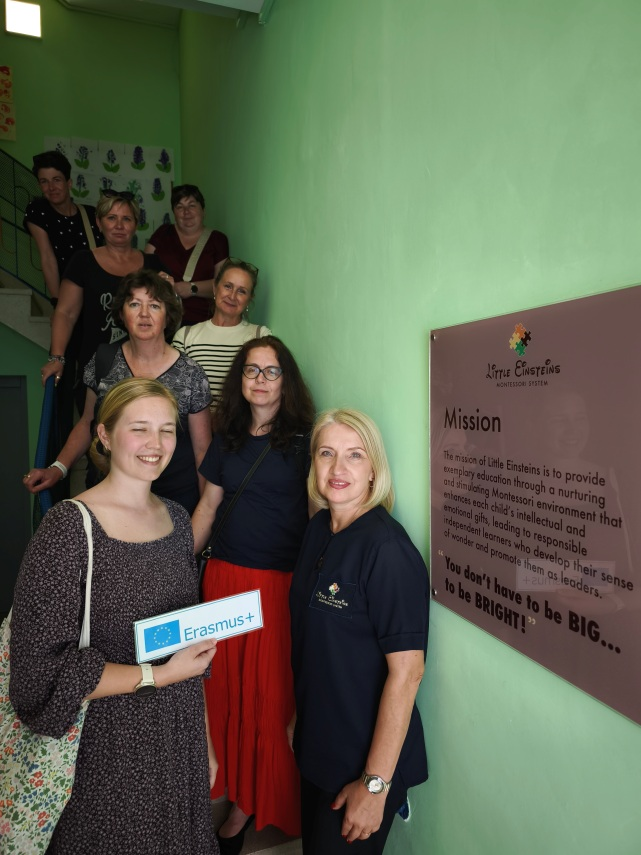 LITTLE EINSTEINS
MONTESSORI SYSTEM
Mission
The mission of Little Einsteins is to provide
exemplary education through a nurturing
and stimulating Montessori environment that
enhances each child's intellectual and
emotional gifts, leading to responsible
independent learners who develop their sense
of wonder and promote them as leaders.
"You don't have to be BIG...
to be BRIGHT!"
Erasmus+
LITTLE EINSTEINS